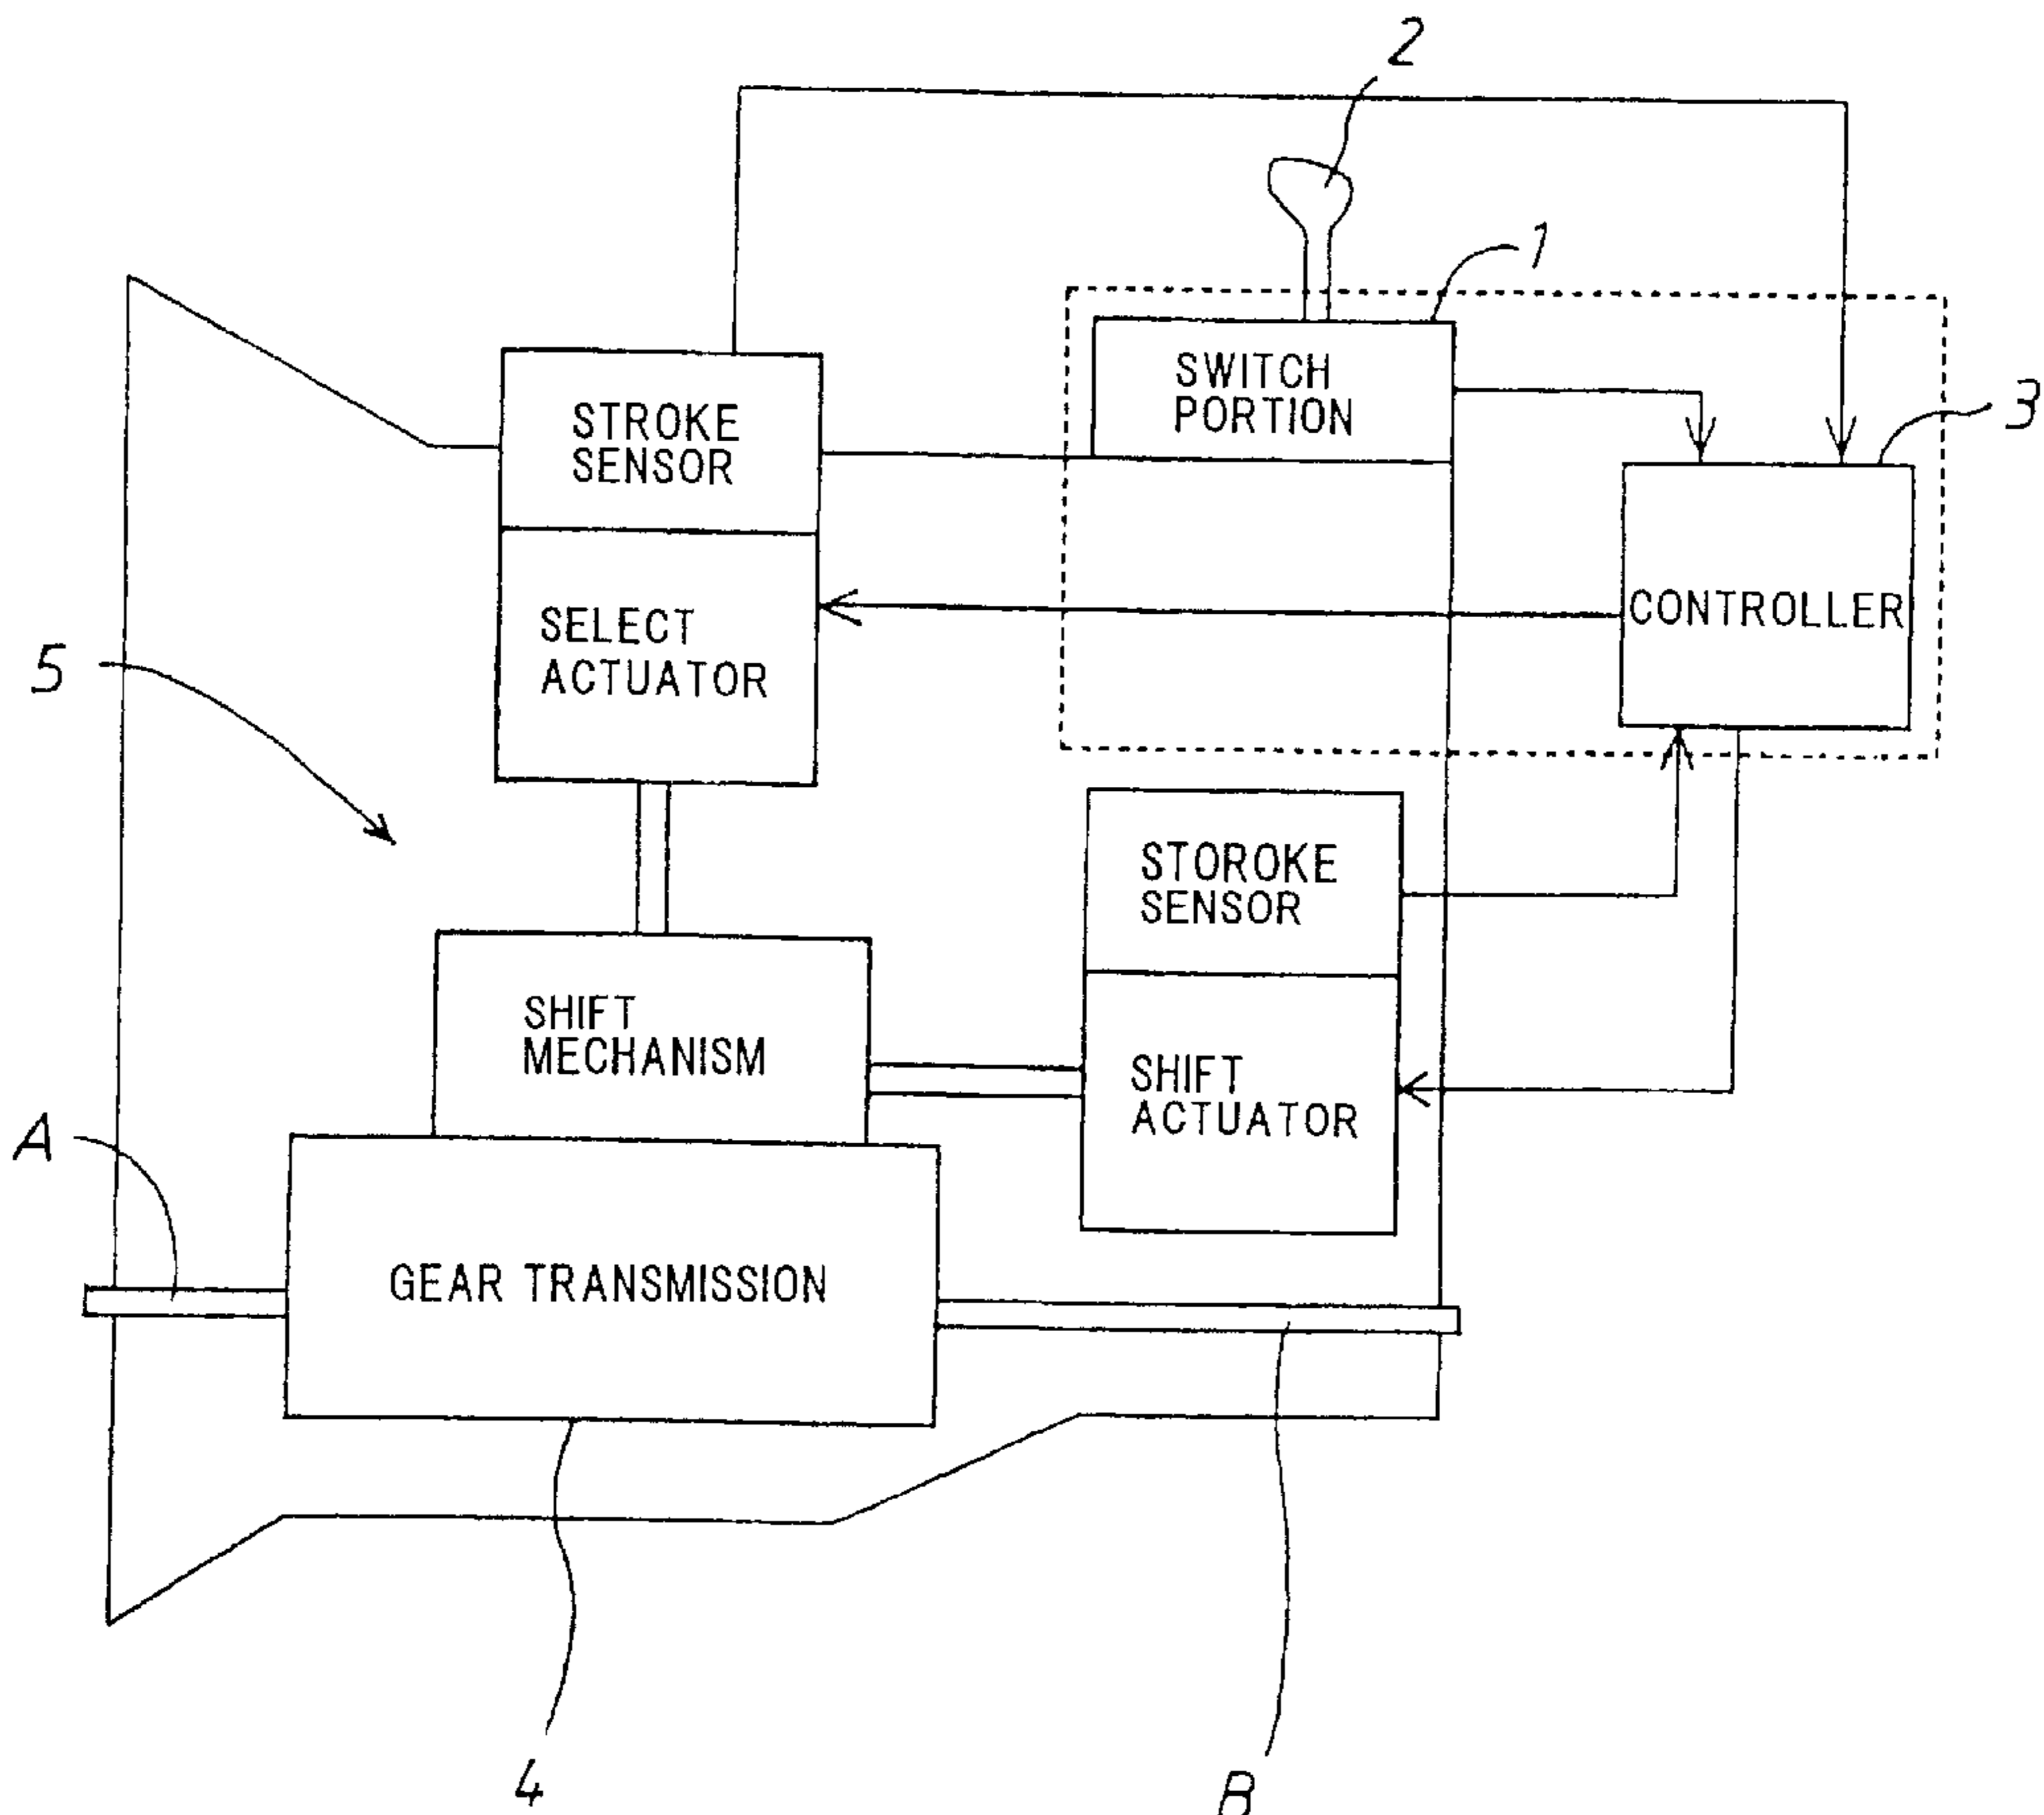 2
1
SWITCH
PORTION
3
STROKE
SENSOR
CONTROLLER
SELECT
ACTUATOR
5
STOROKE
SENSOR
SHIFT
MECHANISM
SHIFT
ACTUATOR
A
GEAR TRANSMISSION
4
B